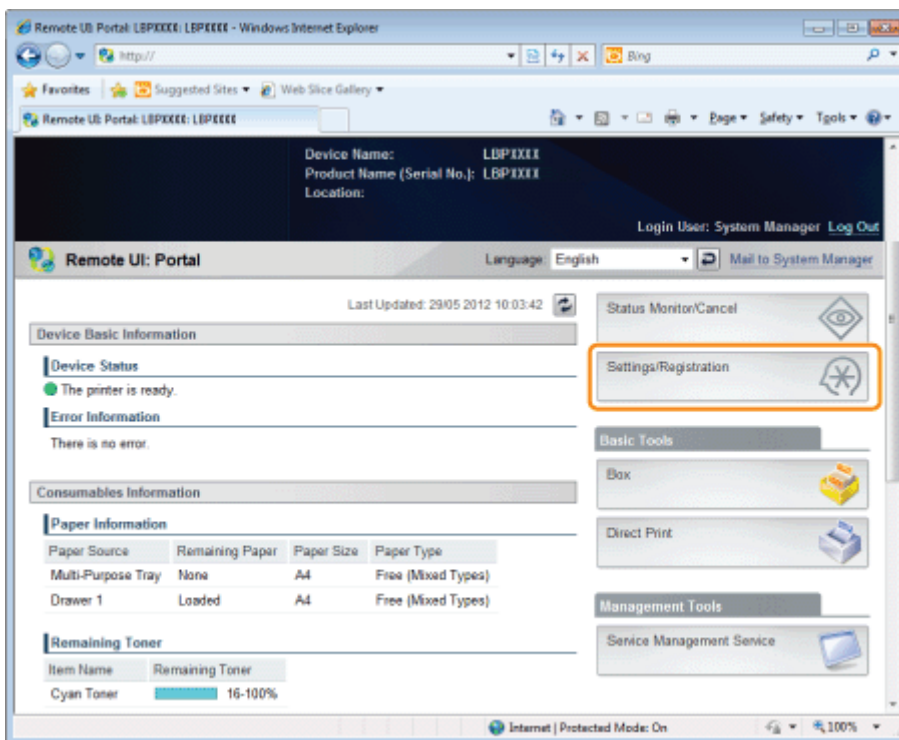 Remote UI: Portal: LBPXXXX: LBPXXXX - Windows Internet Explorer
http://
Bing
Favorites Suggested Sites Web Slice Gallery
Remote UI: Portal: LBPXXXX: LBPXXXX
Page Safety Tools
Device Name: LBPXXXX
Product Name (Serial No.): LBPXXXX
Location:
Login User: System Manager Log Out
Remote UI: Portal
Language: English
Mail to System Manager
Last Updated: 29/05 2012 10:03:42
Status Monitor/Cancel
Device Basic Information
Device Status
The printer is ready.
Settings/Registration
Error Information
There is no error.
Basic Tools
Box
Consumables Information
Paper Information
Direct Print
Paper Source Remaining Paper Paper Size Paper Type
Multi-Purpose Tray None A4 Free (Mixed Types)
Drawer 1 Loaded A4 Free (Mixed Types)
Management Tools
Remaining Toner
Service Management Service
Item Name Remaining Toner
Cyan Toner 16-100%
Internet | Protected Mode: On
100%